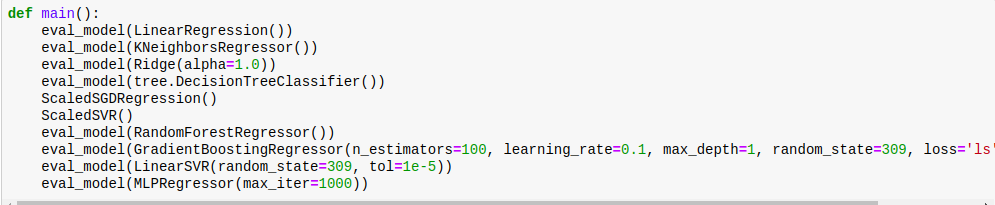 def main():
    eval_model(LinearRegression())
    eval_model(KNeighborsRegressor())
    eval_model(Ridge(alpha=1.0))
    eval_model(tree.DecisionTreeClassifier())
    ScaledSGDRegression()
    ScaledSVR()
    eval_model(RandomForestRegressor())
    eval_model(GradientBoostingRegressor(n_estimators=100, learning_rate=0.1, max_depth=1, random_state=309, loss='ls'
    eval_model(LinearSVR(random_state=309, tol=1e-5))
    eval_model(MLPRegressor(max_iter=1000))